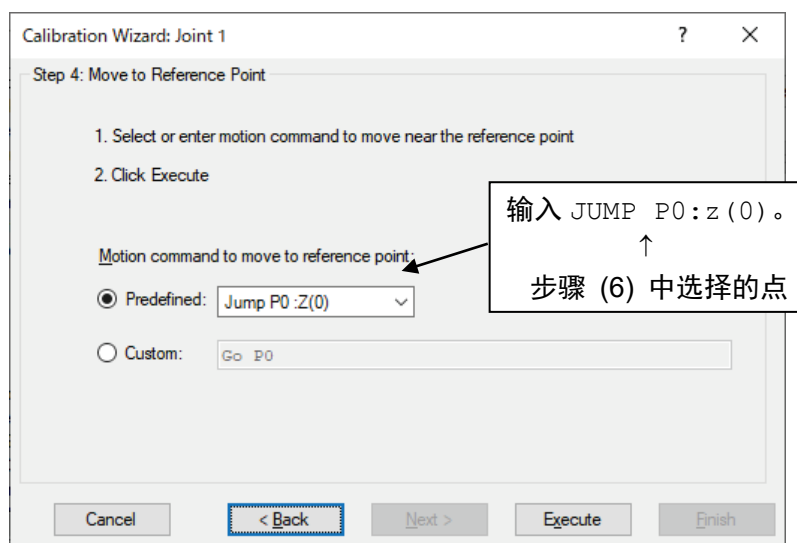 Calibration Wizard: Joint 1
?
Step 4: Move to Reference Point
1. Select or enter motion command to move near the reference point
2. Click Execute
输入 JUMP P0:z(0)。
↑
步骤 (6) 中选择的点
Motion command to move to reference point:
Predefined:
Jump P0 :Z(0)
Custom:
Go P0
Cancel
< Back
Next >
Execute
Finish